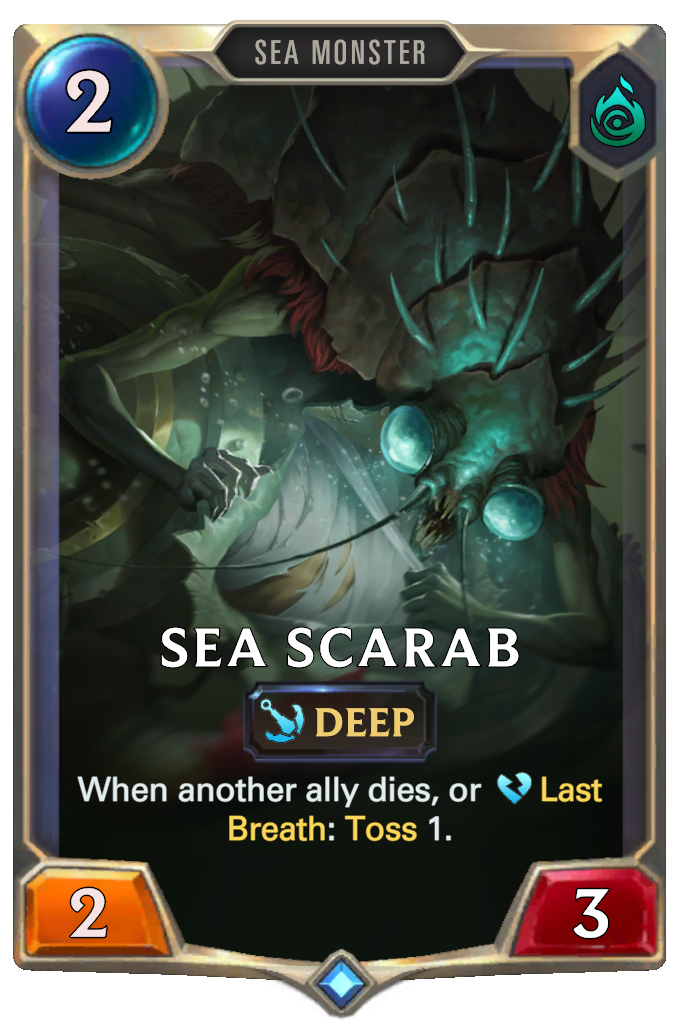 SEA MONSTER
2
SEA SCARAB
DEEP
When another ally dies, or Last
Breath: Toss 1.
2
3